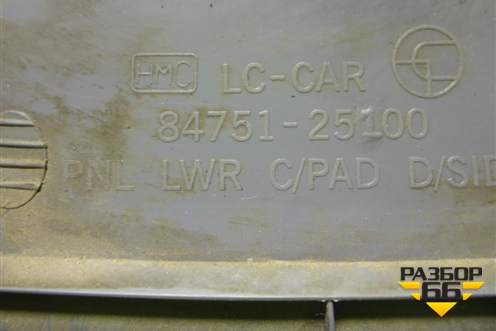 HMC LC-CAR
84751-25100
PNL LWR C/PAD D/SID
РАЗБОР
66